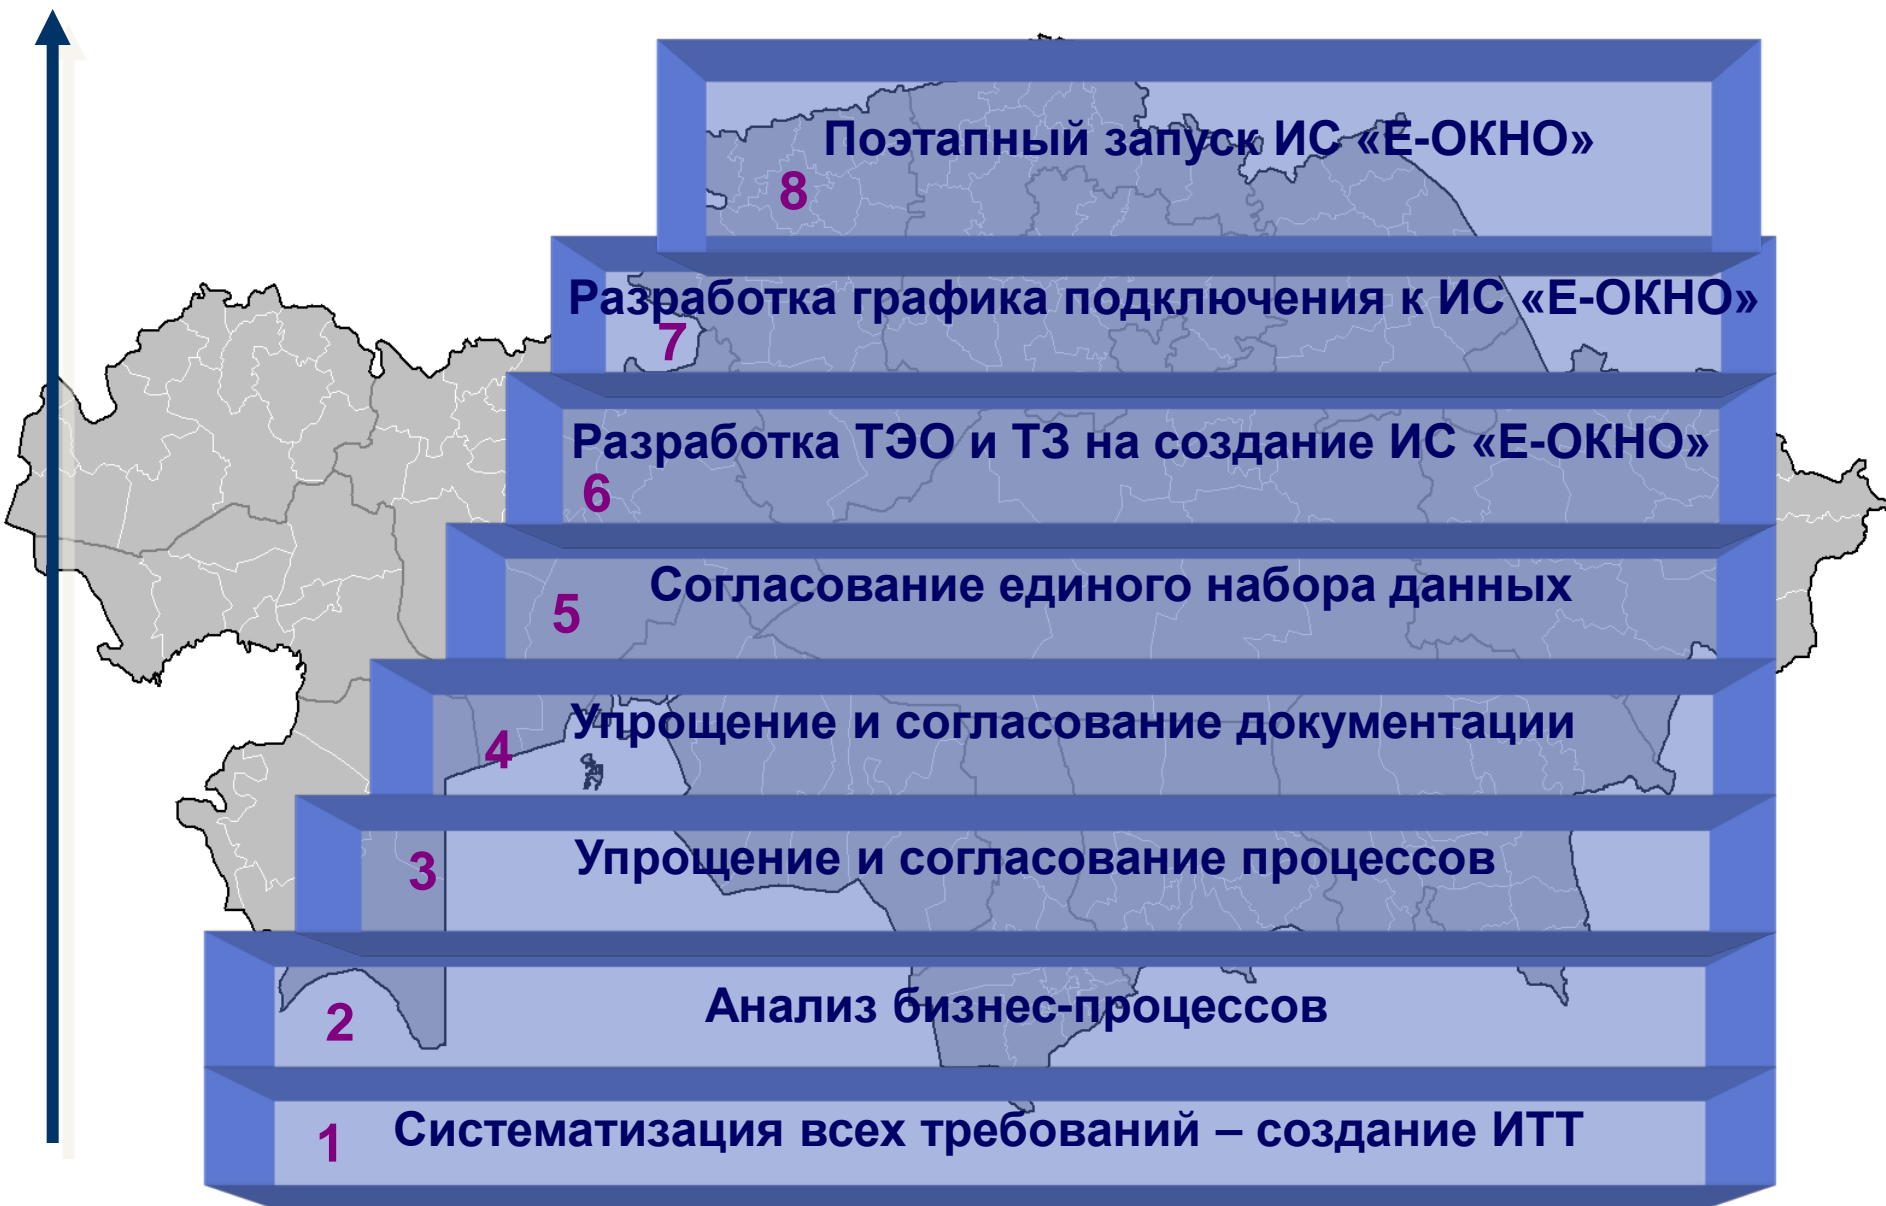 Поэтапный запуск ИС «Е-ОКНО»
8
Разработка графика подключения к ИС «Е-ОКНО»
7
Разработка ТЭО и ТЗ на создание ИС «Е-ОКНО»
6
Согласование единого набора данных
5
Упрощение и согласование документации
4
Упрощение и согласование процессов
3
Анализ бизнес-процессов
2
Систематизация всех требований – создание ИТТ
1